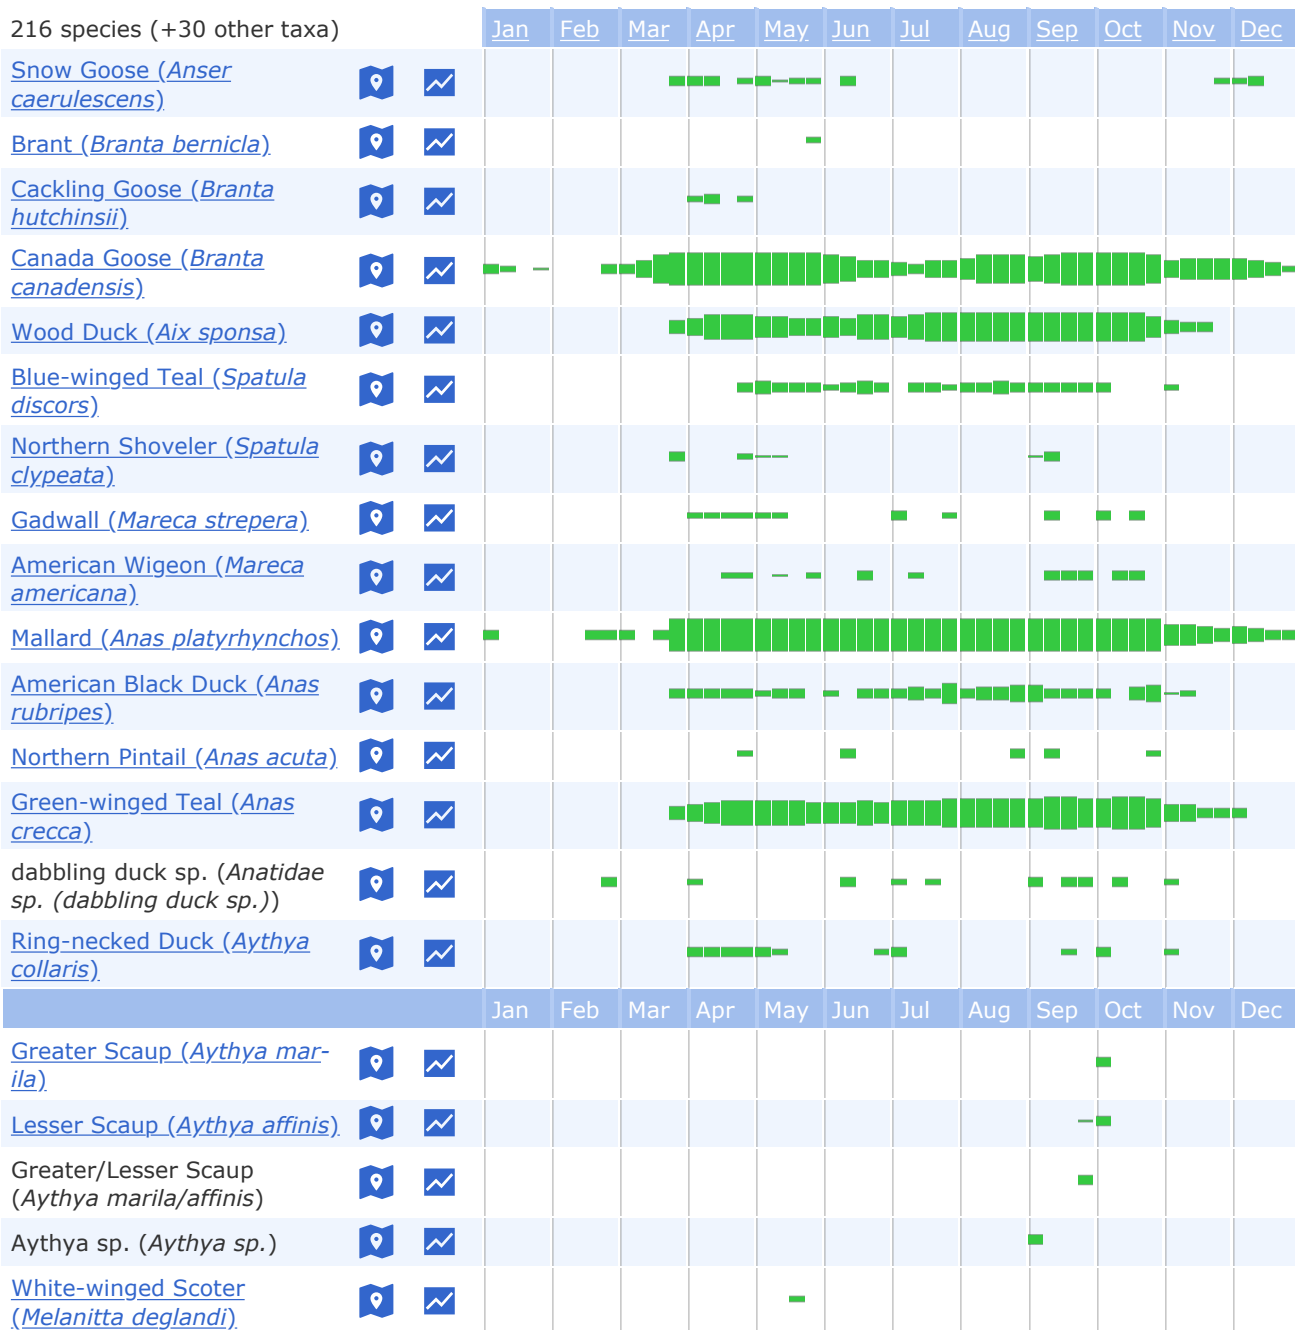 216 species (+30 other taxa) Jan Feb Mar Apr May Jun Jul Aug Sep Oct Nov Dec
Snow Goose (Anser
caerulescens)
Brant (Branta bernicla)
Cackling Goose (Branta
hutchinsii)
Canada Goose (Branta
canadensis)
Wood Duck (Aix sponsa)
Blue-winged Teal (Spatula
discors)
Northern Shoveler (Spatula
clypeata)
Gadwall (Mareca strepera)
American Wigeon (Mareca
americana)
Mallard (Anas platyrhynchos)
American Black Duck (Anas
rubripes)
Northern Pintail (Anas acuta)
Green-winged Teal (Anas
crecca)
dabbling duck sp. (Anatidae
sp. (dabbling duck sp.))
Ring-necked Duck (Aythya
collaris)
Jan Feb Mar Apr May Jun Jul Aug Sep Oct Nov Dec
Greater Scaup (Aythya mar-
ila)
Lesser Scaup (Aythya affinis)
Greater/Lesser Scaup
(Aythya marila/affinis)
Aythya sp. (Aythya sp.)
White-winged Scoter
(Melanitta deglandi)